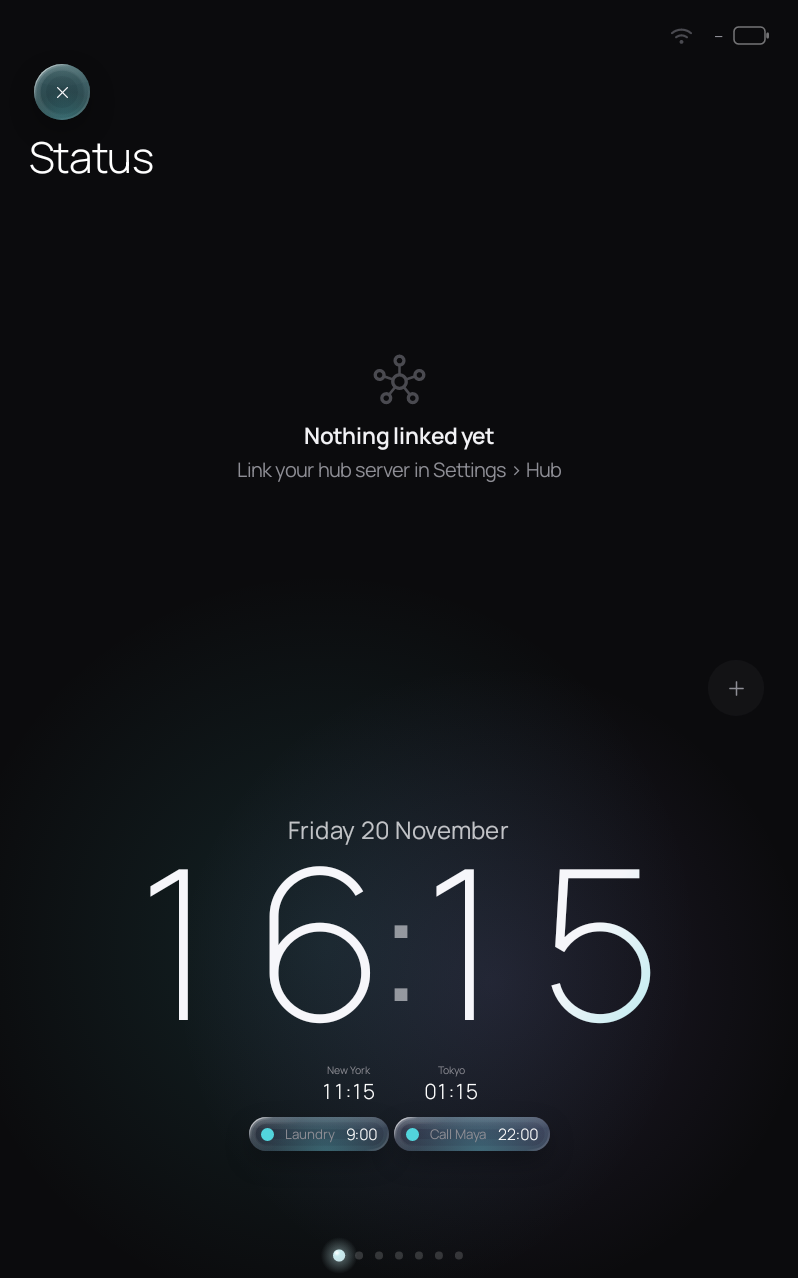 –
Status
Nothing linked yet
Link your hub server in Settings > Hub
Friday 20 November
16:15
New York Tokyo
11:15 01:15
Laundry 9:00 Call Maya 22:00